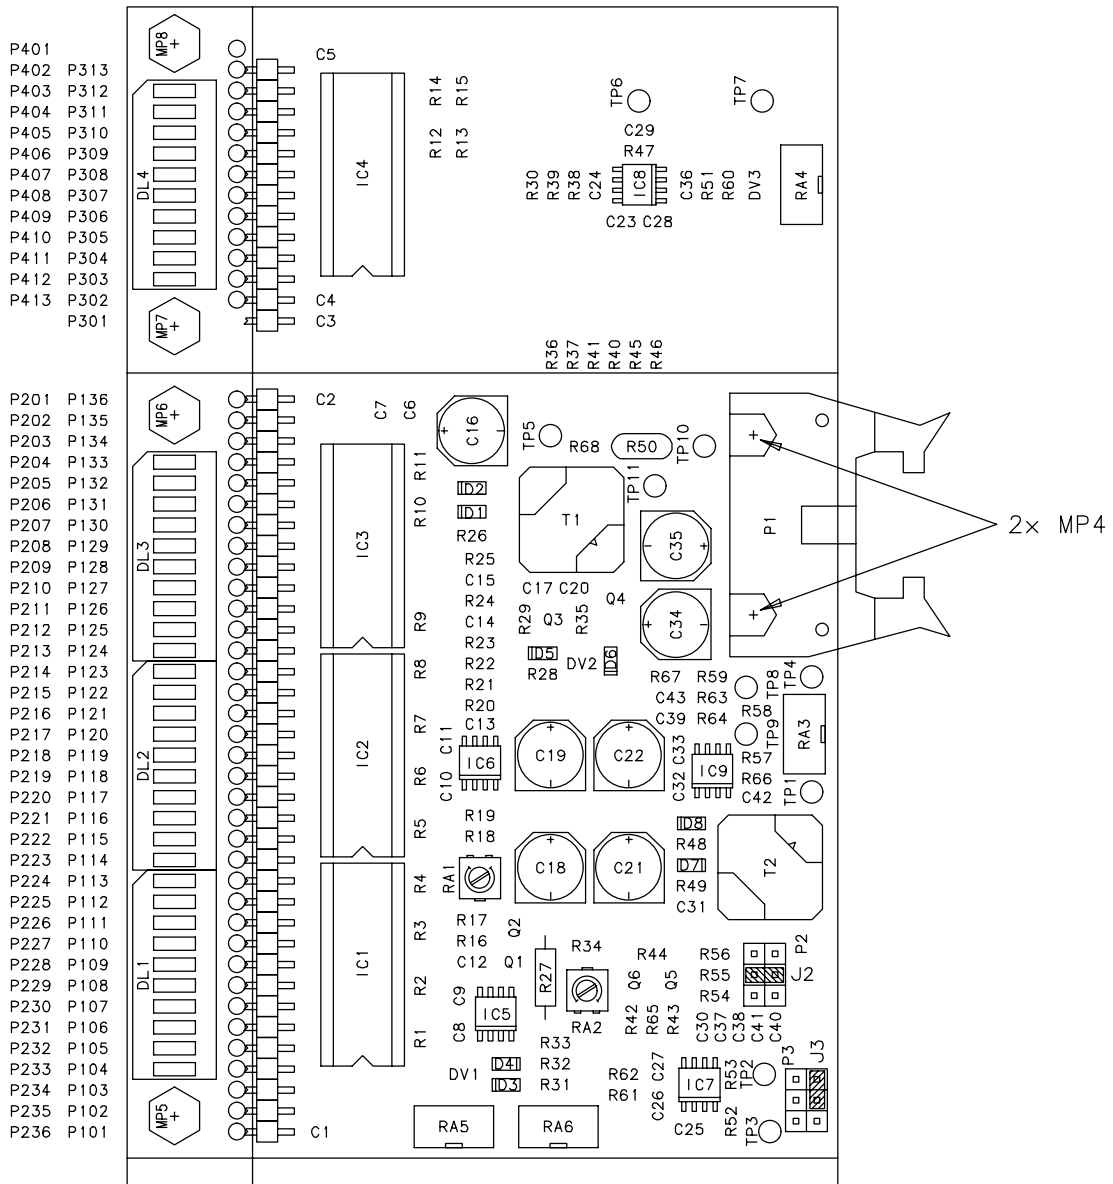 MP8
P401
C5
P402 P313
P403 P312
R14 R15
TP6 TP7
P404 P311
P405 P310
C29
R12 R13
P406 P309
R47
P407 P308
DL4
IC4
R30 R39 R38 C24 IC8 C36 R51 R60 DV3 RA4
P408 P307
P409 P306
C23 C28
P410 P305
P411 P304
P412 P303
P413 P302
C4
P301
MP7
C3
R36 R37 R41 R40 R45 R46
P201 P136
MP6
C2
C7 C6
P202 P135
C16
TP5
P203 P134
R68 R50 TP10
P204 P133
R11
P205 P132
D2
TP11
P206 P131
R10
D1
T1
P1
2x MP4
P207 P130
R26
P208 P129
DL3
IC3
C35
P209 P128
R25
P210 P127
C15
C17 C20
P211 P126
R24
Q4
P212 P125
R9
C14
R29 Q3 R35
C34
P213 P124
R23
D5
DV2
D6
P214 P123
R8
R22
R28
R67 R59
TP8 TP4
P215 P122
R21
C43 R63
P216 P121
R20
R58
P217 P120
R7
C13
C39 R64
TP9
RA3
P218 P119
DL2
IC2
C11
IC6
C19
C22
C33
IC9
R57
P219 P118
R6
C10
C32
R66
P220 P117
C42
TP1
P221 P116
R19
D8
P222 P115
R5
R18
R48
P223 P114
C18
C21
D7
T2
P224 P113
R4
RA1
R49
P225 P112
C31
P226 P111
R3
R17
Q2
P227 P110
R16
R34
R44
R56
P2
P228 P109
C12
Q1
R55
J2
P229 P108
DL1
IC1
R2
R27
Q6 Q5
P230 P107
C9
R54
P231 P106
IC5
RA2
R42 R65 R43
C30 C37 C38 C41 C40
P232 P105
R1
C8
R33
P3 J3
P233 P104
D4
R32
C27
P234 P103
DV1
D3
R31
R62
IC7
R53 TP2
P235 P102
MP5
R61
C26
P236 P101
C1
RA5
RA6
C25
R52 TP3